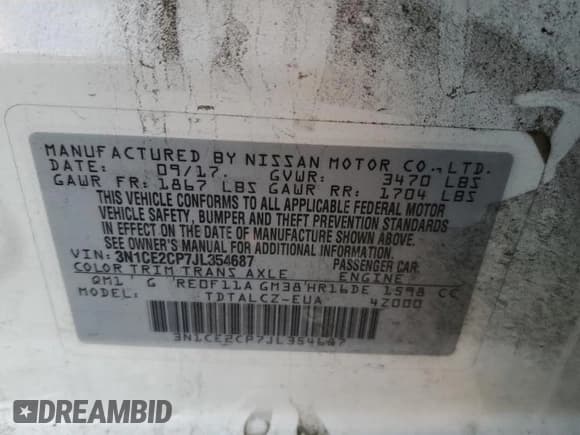 MANUFACTURED BY NISSAN MOTOR CO., LTD.
DATE: 09/17. GVWR: 3470 LBS
GAWR FR: 1867 LBS GAWR RR: 1704 LBS
THIS VEHICLE CONFORMS TO ALL APPLICABLE FEDERAL MOTOR
VEHICLE SAFETY, BUMPER AND THEFT PREVENTION STANDARDS
IN EFFECT ON THE DATE OF MANUFACTURE SHOWN ABOVE.
SEE OWNER'S MANUAL FOR ADDITIONAL INFORMATION.
VIN: 3N1CE2CP7JL354687 PASSENGER CAR
COLOR TRIM TRANS AXLE ENGINE
QM1 G RE0F11A GM38 HR16DE 1598 CC
MODEL: TDTALCZ-EUA 4Z000
3N1CE2CP7JL354687
DREAMBID